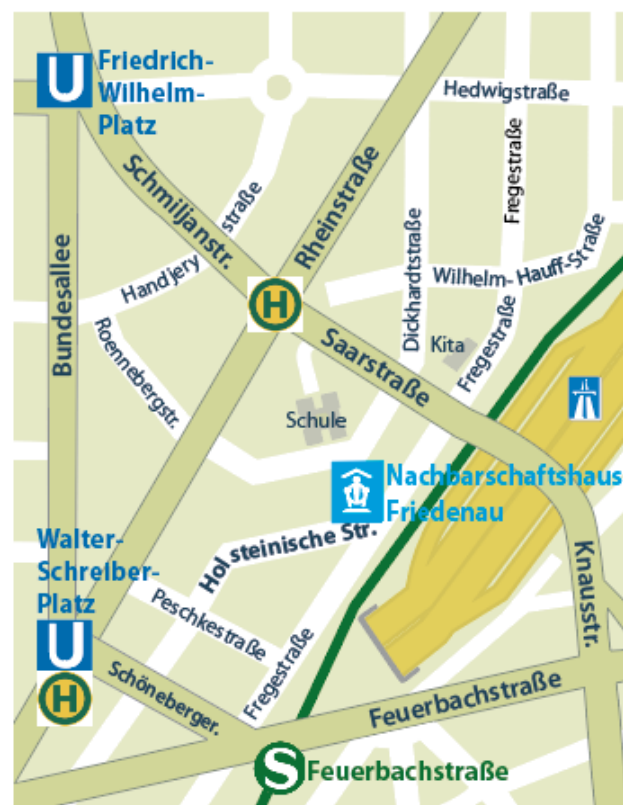 U
Friedrich-
Wilhelm-
Platz
Hedwigstraße
Fregestraße
Schmiljanstr.
Rheinstraße
Handjery straße
Dickhardtstraße
Wilhelm-Hauff-Straße
Bundesallee
H
Roennebergstr.
Saarstraße
Kita
Fregestraße
Schule
Nachbarschaftshaus
Friedenau
Holsteinische Str.
Walter-
Schreiber-
Platz
U
H
Peschkestraße
Knausstr.
Schöneberger.
Fregestraße
Feuerbachstraße
S
Feuerbachstraße